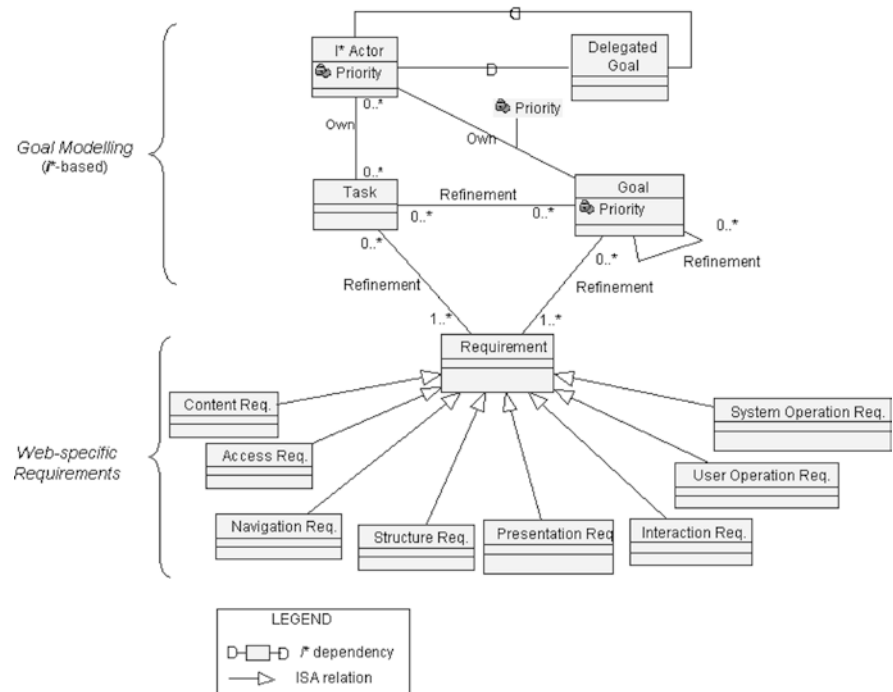 D
I* Actor
Priority
D
Delegated
Goal
0..*
Own
Priority
Own
Goal Modelling
(i*-based)
0..*
Task
Refinement
0..*
0..*
Goal
Priority
0..*
Refinement
0..*
0..*
Refinement
Refinement
1..*
1..*
Requirement
Content Req.
System Operation Req.
Access Req.
Web-specific
Requirements
User Operation Req.
Navigation Req.
Structure Req.
Presentation Req
Interaction Req.
LEGEND
D D i* dependency
ISA relation